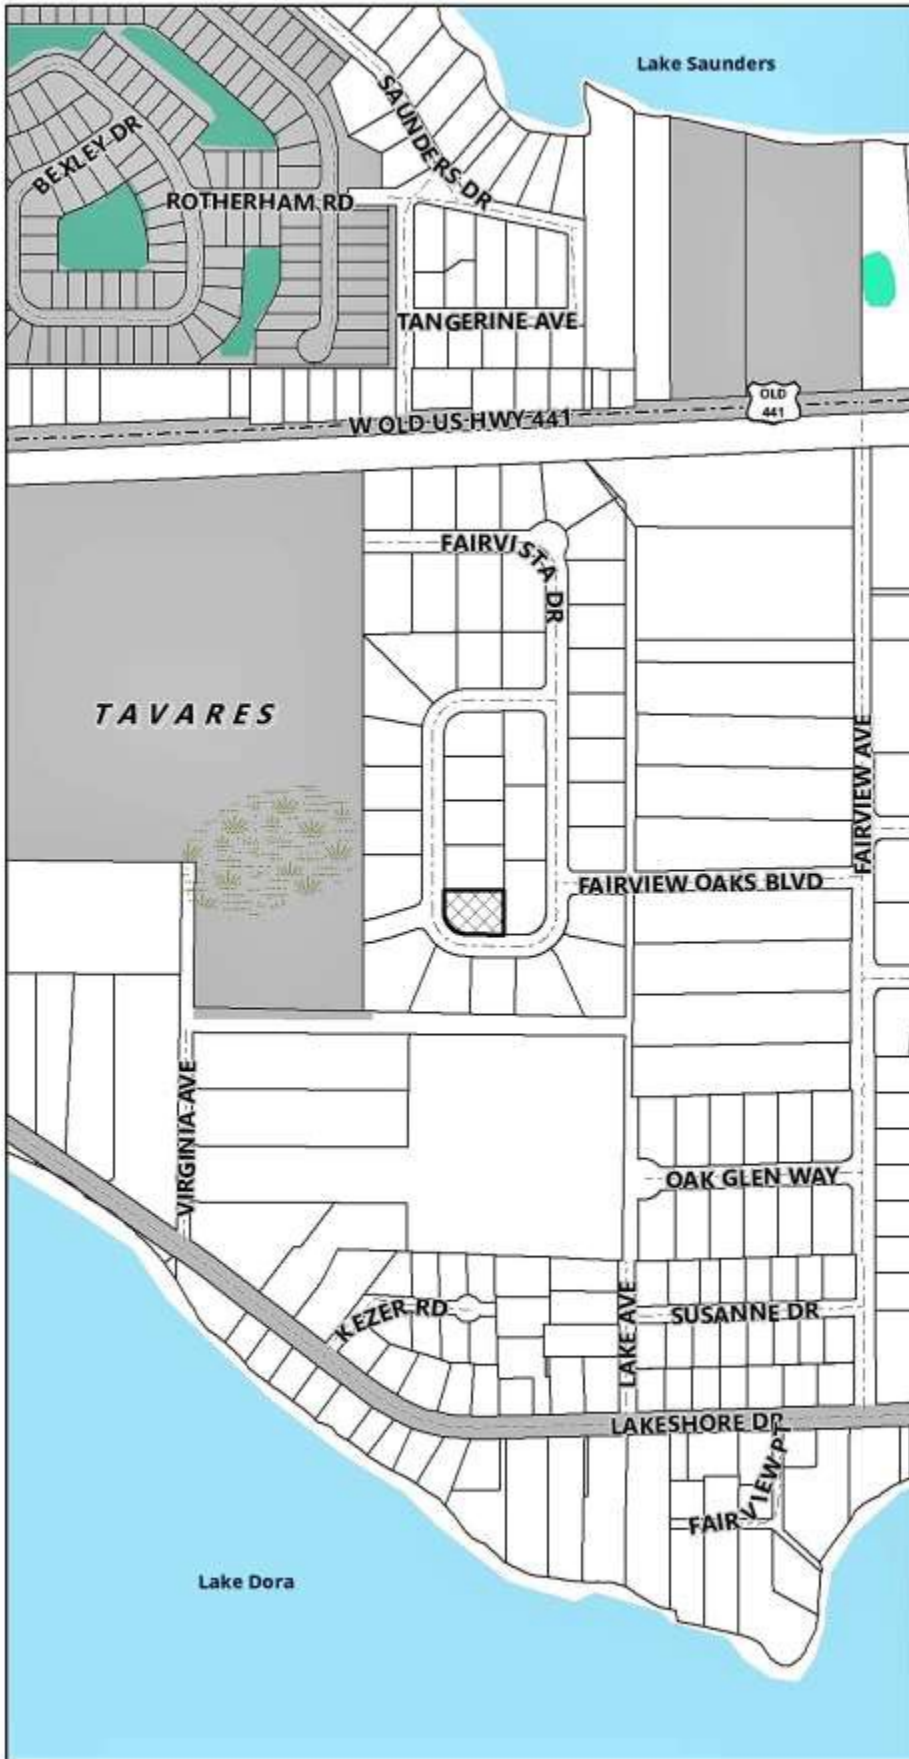 Lake Saunders
SAUNDERS DR
BEXLEY DR
ROTHERHAM RD
TANGERINE AVE
OLD
441
W OLD US HWY 441
FAIRVISTA DR
TAVARES
FAIRVIEW AVE
FAIRVIEW OAKS BLVD
VIRGINIA AVE
OAK GLEN WAY
KEZER RD
LAKE AVE
SUSANNE DR
LAKESHORE DR
FAIRVIEW PT
Lake Dora